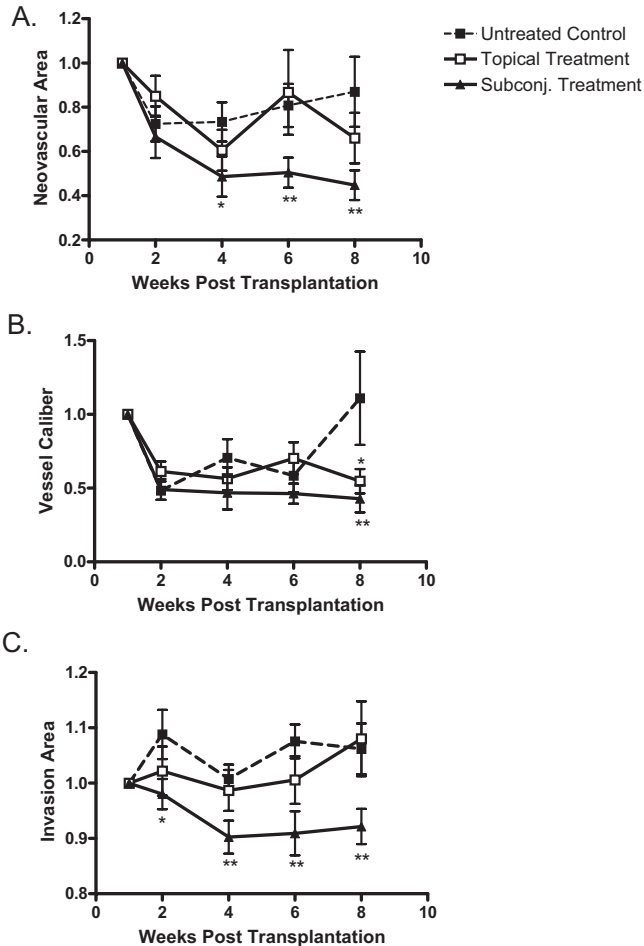 A.
1.2
1.0
0.8
0.6
0.4
0.2
0 2 4 6 8 10
Neovascular Area
Weeks Post Transplantation
* ** **
Untreated Control
Topical Treatment
Subconj. Treatment
B.
1.5
1.0
0.5
0.0
0 2 4 6 8 10
Vessel Caliber
Weeks Post Transplantation
*
**
C.
1.2
1.1
1.0
0.9
0.8
0 2 4 6 8 10
Invasion Area
Weeks Post Transplantation
* ** ** **